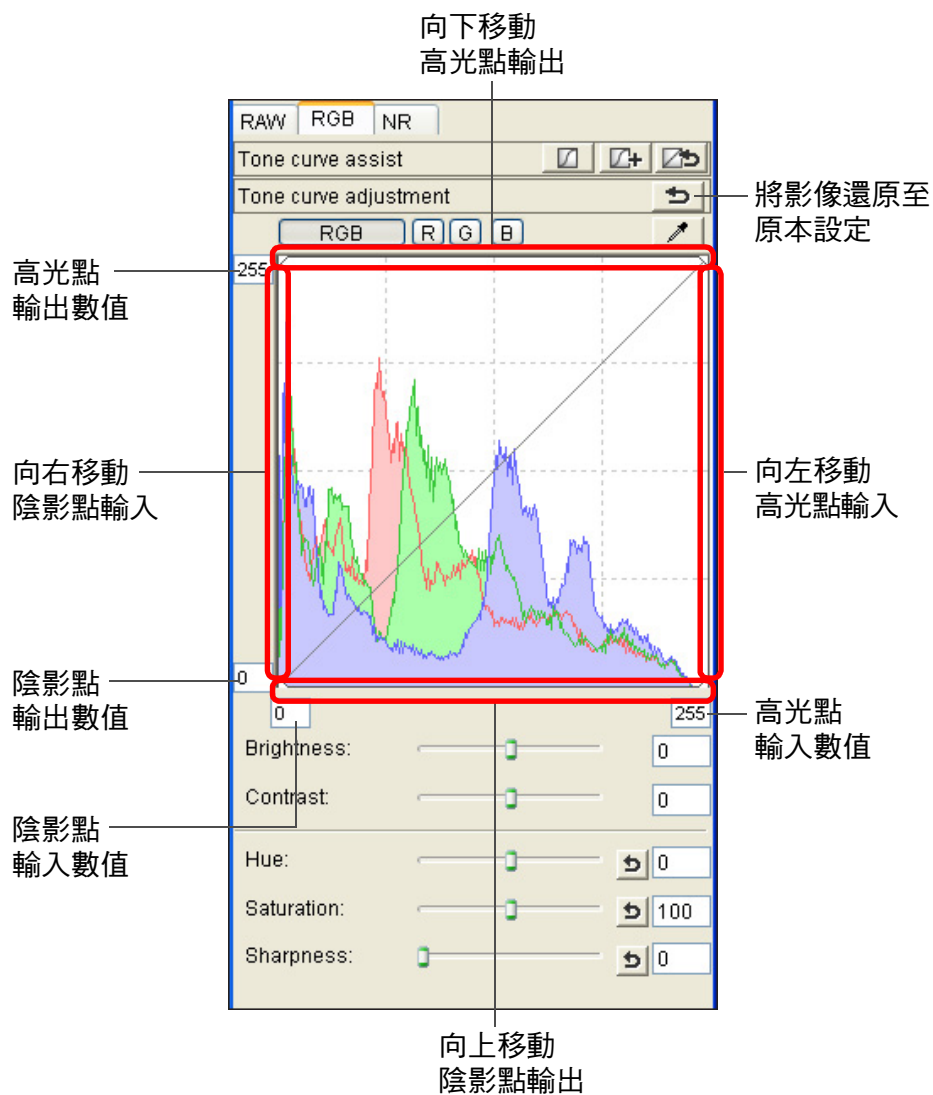 向下移動
高光點輸出
RAW RGB NR
Tone curve assist
Tone curve adjustment
將影像還原至
原本設定
RGB R G B
高光點
輸出數值
255
向右移動
陰影點輸入
向左移動
高光點輸入
陰影點
輸出數值
0
0
255
高光點
輸入數值
Brightness: 0
Contrast: 0
陰影點
輸入數值
Hue: 0
Saturation: 100
Sharpness: 0
向上移動
陰影點輸出